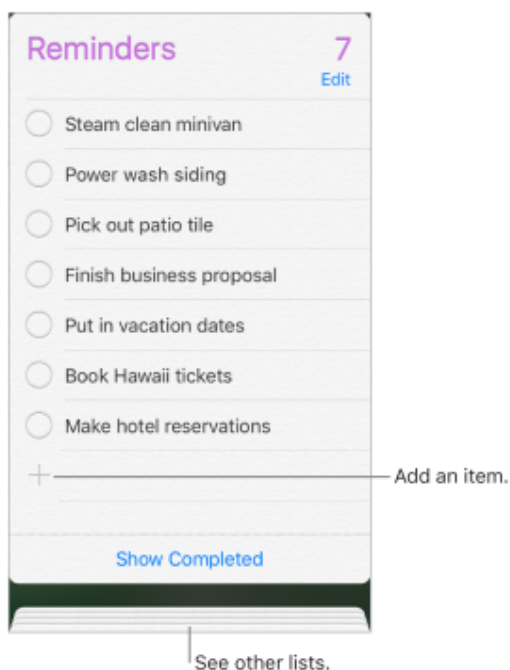 Reminders 7
Edit
Steam clean minivan
Power wash siding
Pick out patio tile
Finish business proposal
Put in vacation dates
Book Hawaii tickets
Make hotel reservations
Add an item.
Show Completed
See other lists.